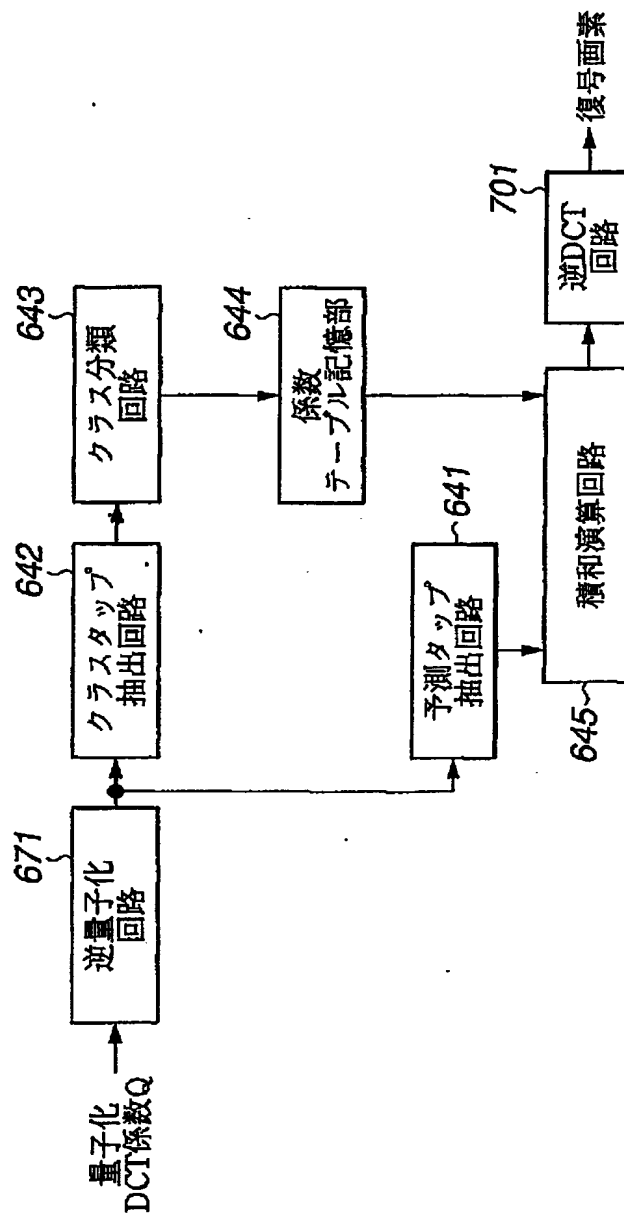 量子化
DCT係数Q
671
逆量子化
回路
642
クラスタップ
抽出回路
643
クラス分類
回路
644
係数
テーブル記憶部
641
予測タップ
抽出回路
645
積和演算回路
701
逆DCT
回路
復号画素